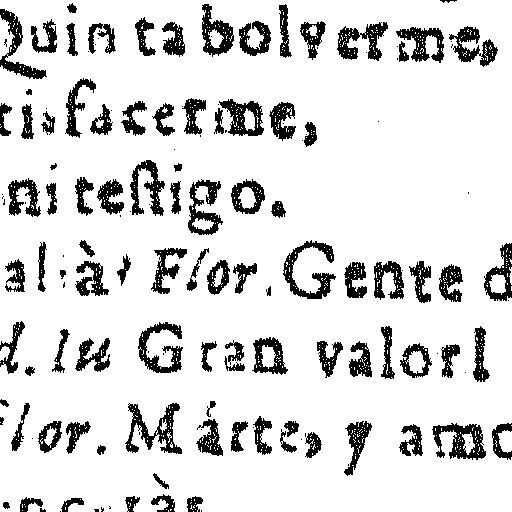 Quin ta bolverme,
tisfacerme,
ni testigo.
al à Flor. Gente d
d. lu Gran valor!
Flor. Márte, y amo